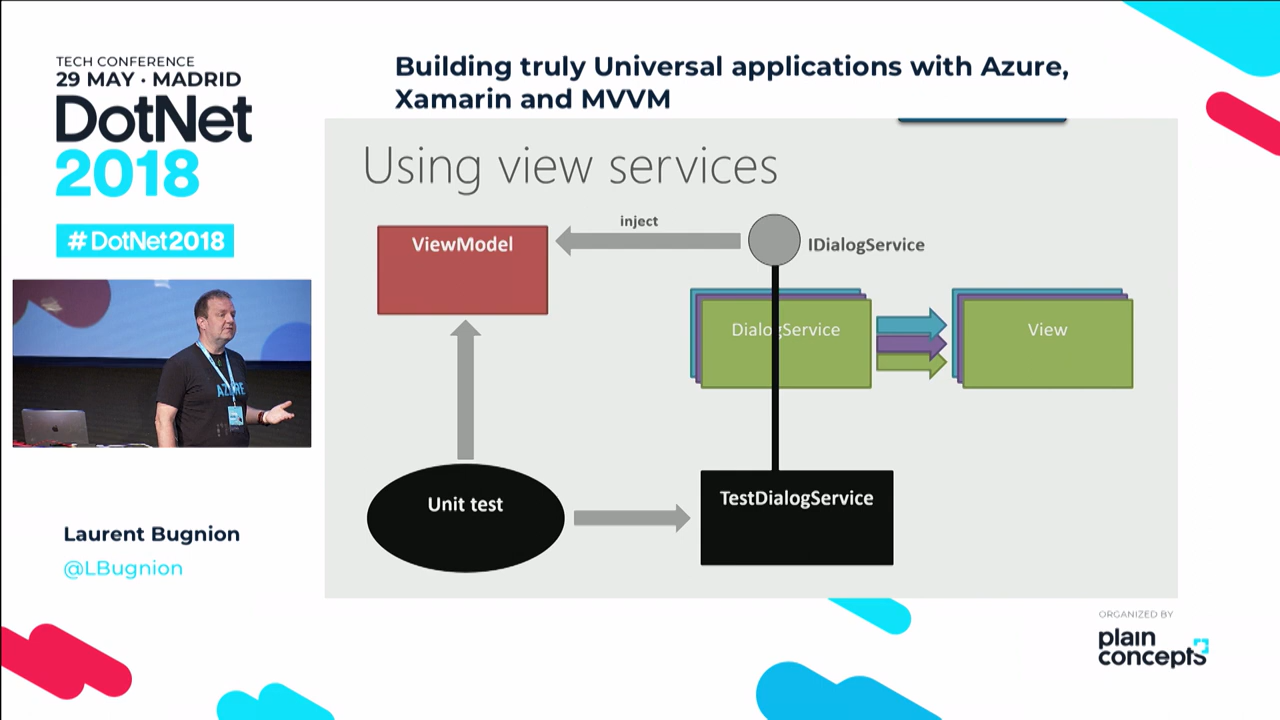 TECH CONFERENCE
29 MAY · MADRID
DotNet
2018
# DotNet2018
Building truly Universal applications with Azure,
Xamarin and MVVM
Using view services
inject
ViewModel
IDialogService
DialogService
View
Unit test
TestDialogService
AZURE
Laurent Bugnion
@LBugnion
ORGANIZED BY
plain
concepts